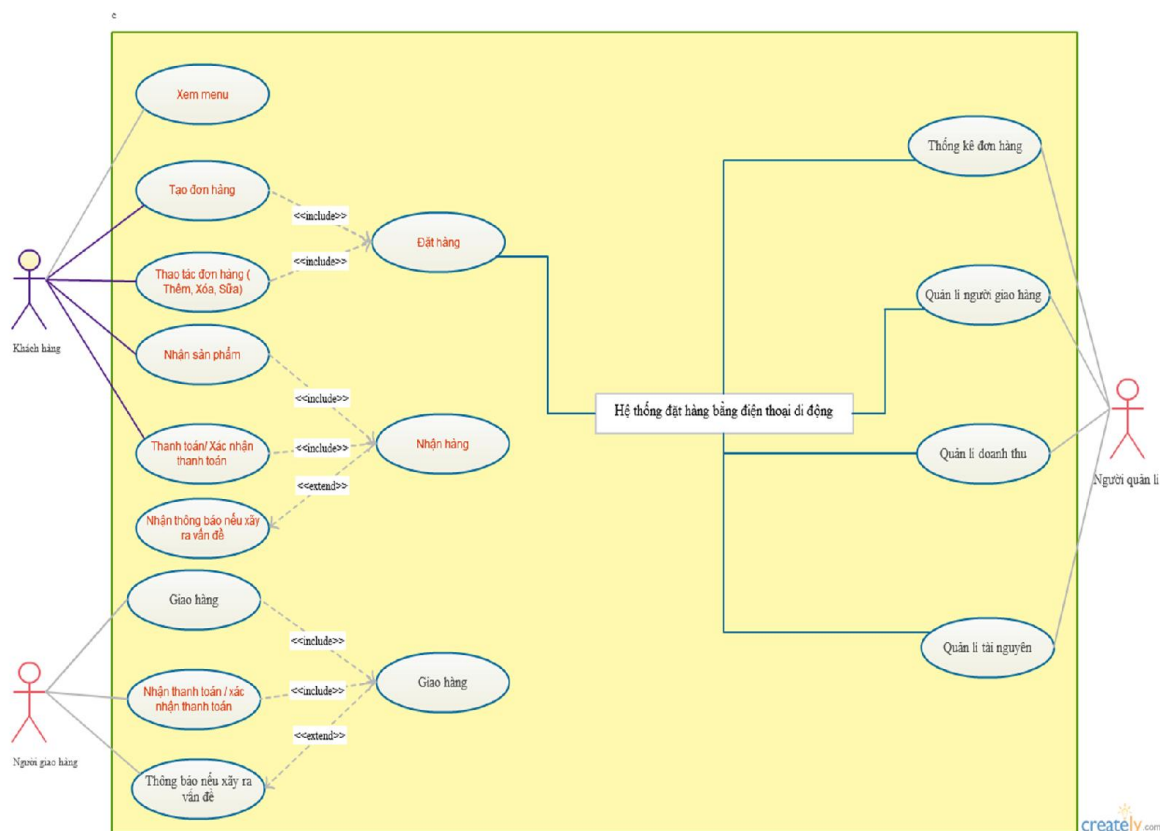 e
Xem menu
Tạo đơn hàng
<<include>>
Đặt hàng
<<include>>
Thao tác đơn hàng (
Thêm, Xóa, Sữa)
Khách hàng
Nhận sản phẩm
<<include>>
Thanh toán/ Xác nhận
thanh toán
<<include>>
Nhận hàng
<<extend>>
Nhận thông báo nếu xãy
ra vấn đề
Giao hàng
<<include>>
Nhận thanh toán / xác
nhận thanh toán
<<include>>
Giao hàng
<<extend>>
Người giao hàng
Thông báo nếu xãy ra
vấn đề
Hệ thống đặt hàng bằng điện thoại di động
Thống kê đơn hàng
Quản lí người giao hàng
Quản lí doanh thu
Người quản lí
Quản lí tài nguyên
creately.com